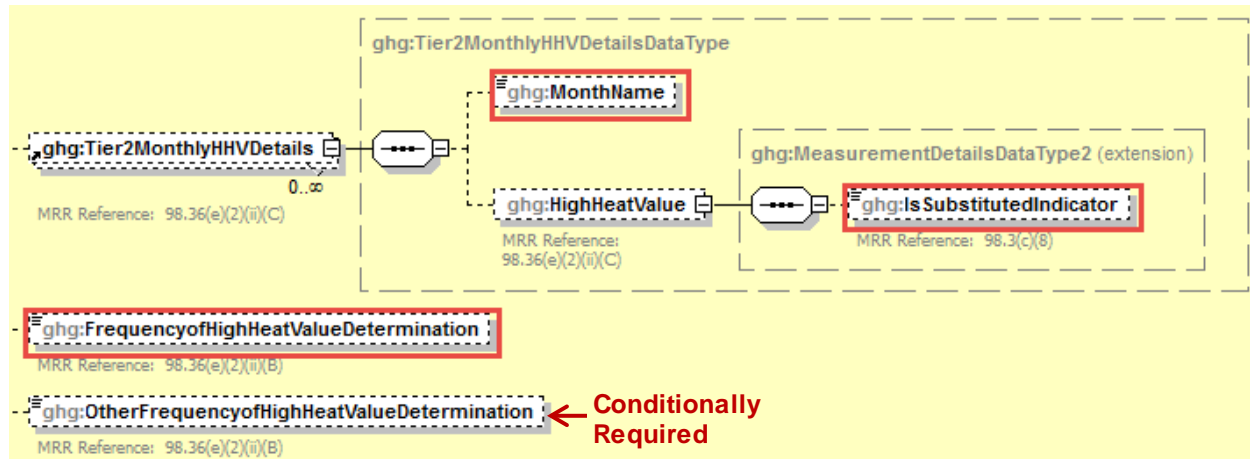 ghg:Tier2MonthlyHHVDetailsDataType
ghg:MonthName
ghg:Tier2MonthlyHHVDetails
0..∞
MRR Reference: 98.36(e)(2)(ii)(C)
ghg:MeasurementDetailsDataType2 (extension)
ghg:HighHeatValue
MRR Reference:
98.36(e)(2)(ii)(C)
ghg:IsSubstitutedIndicator
MRR Reference: 98.3(c)(8)
ghg:FrequencyofHighHeatValueDetermination
MRR Reference: 98.36(e)(2)(ii)(B)
ghg:OtherFrequencyofHighHeatValueDetermination
MRR Reference: 98.36(e)(2)(ii)(B)
Conditionally
Required